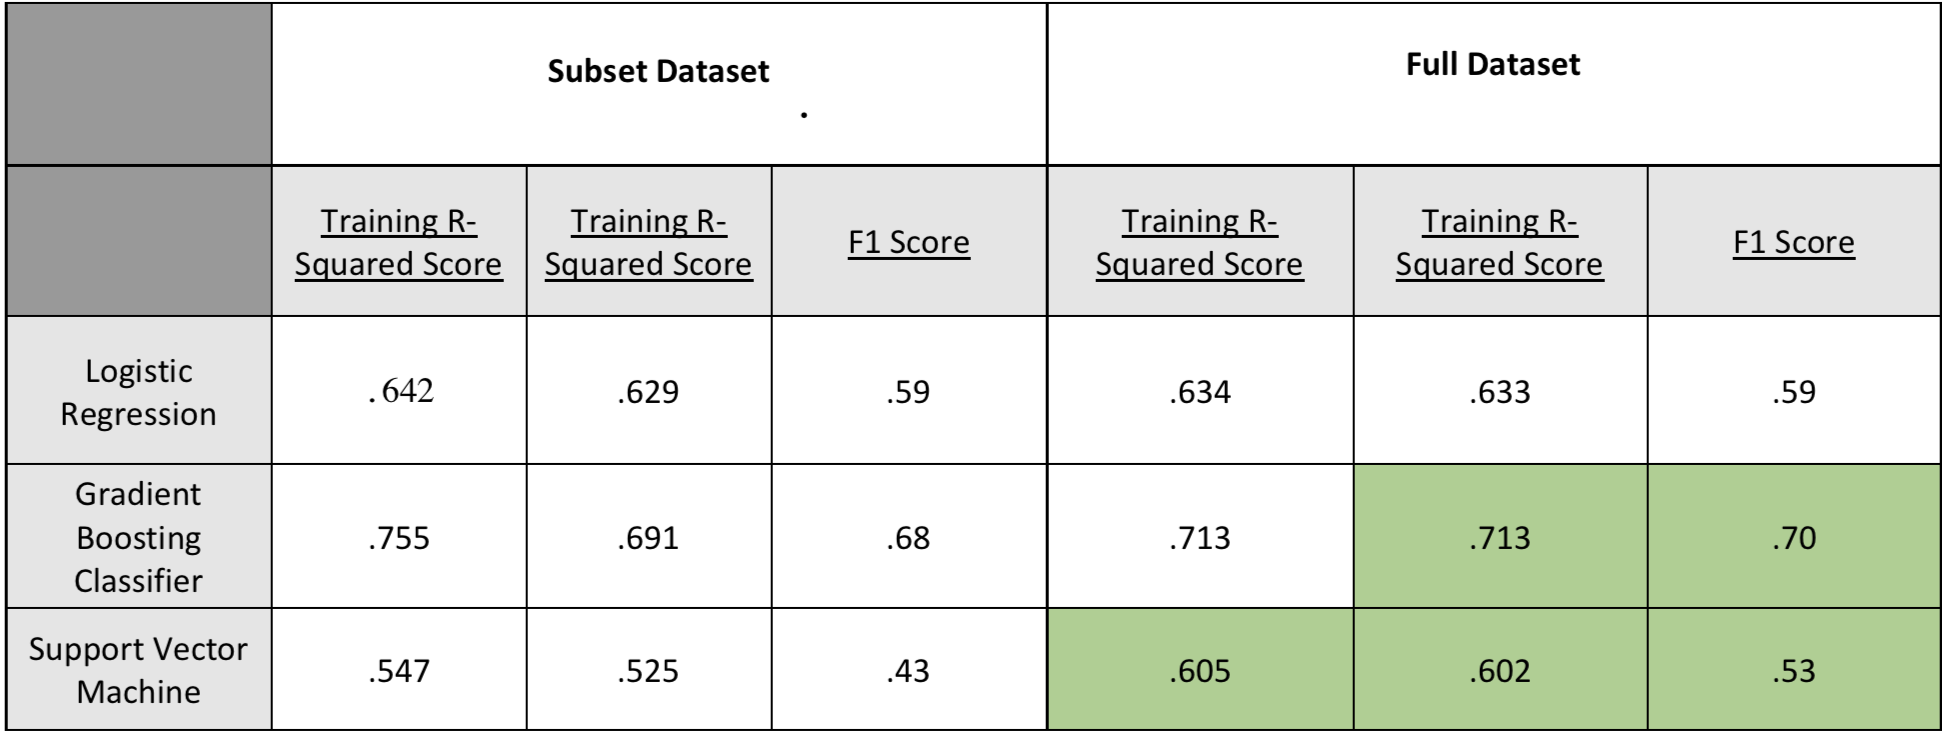 Subset Dataset
.
Full Dataset
Training R-
Squared Score
Training R-
Squared Score
F1 Score
Training R-
Squared Score
Training R-
Squared Score
F1 Score
Logistic
Regression
.642
.629
.59
.634
.633
.59
Gradient
Boosting
Classifier
.755
.691
.68
.713
.713
.70
Support Vector
Machine
.547
.525
.43
.605
.602
.53